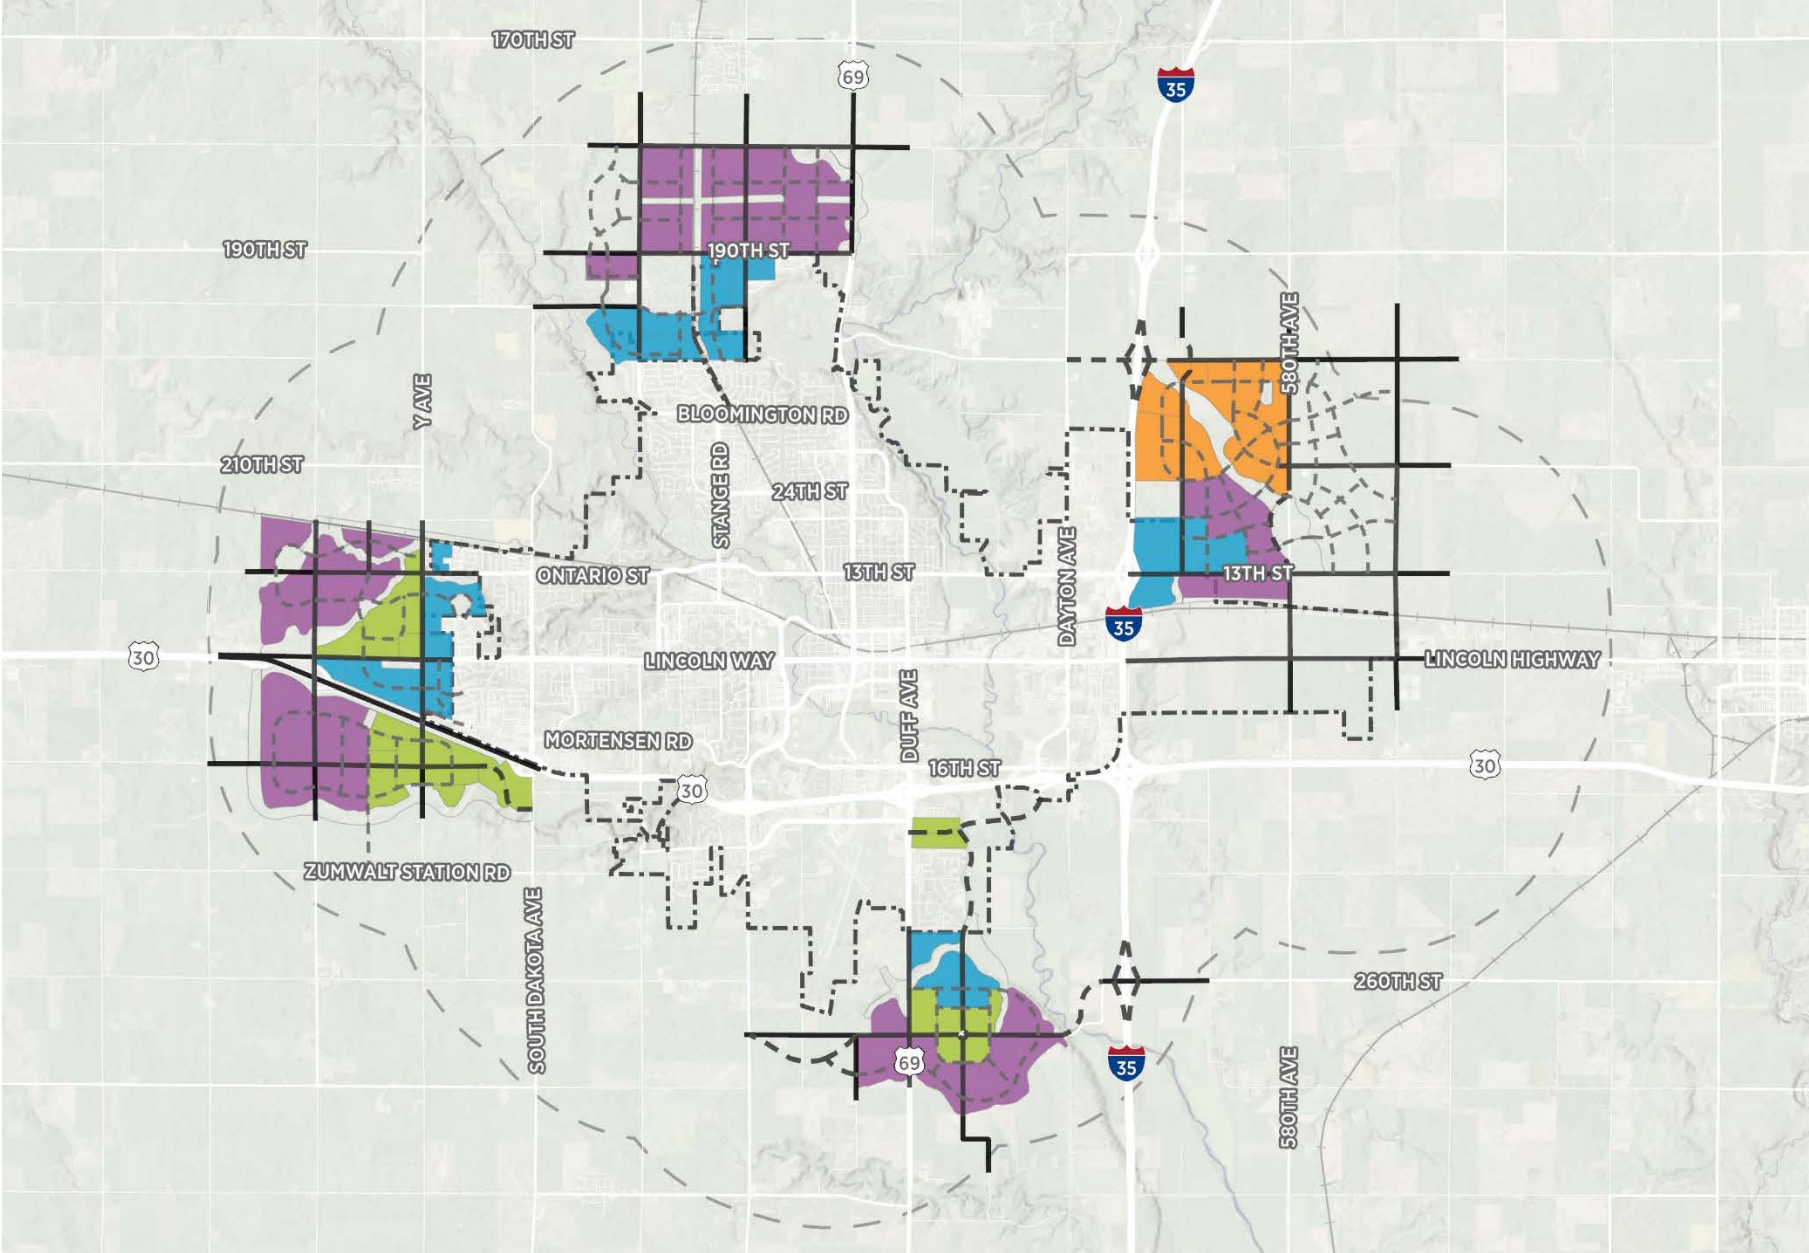 170TH ST
69
35
190TH ST
190TH ST
580TH AVE
Y AVE
BLOOMINGTON RD
210TH ST
STANGE RD
24TH ST
ONTARIO ST
13TH ST
DAYTON AVE
13TH ST
35
30
LINCOLN WAY
LINCOLN HIGHWAY
DUFF AVE
MORTENSEN RD
16TH ST
30
30
ZUMWALT STATION RD
SOUTH DAKOTA AVE
260TH ST
69
35
580TH AVE